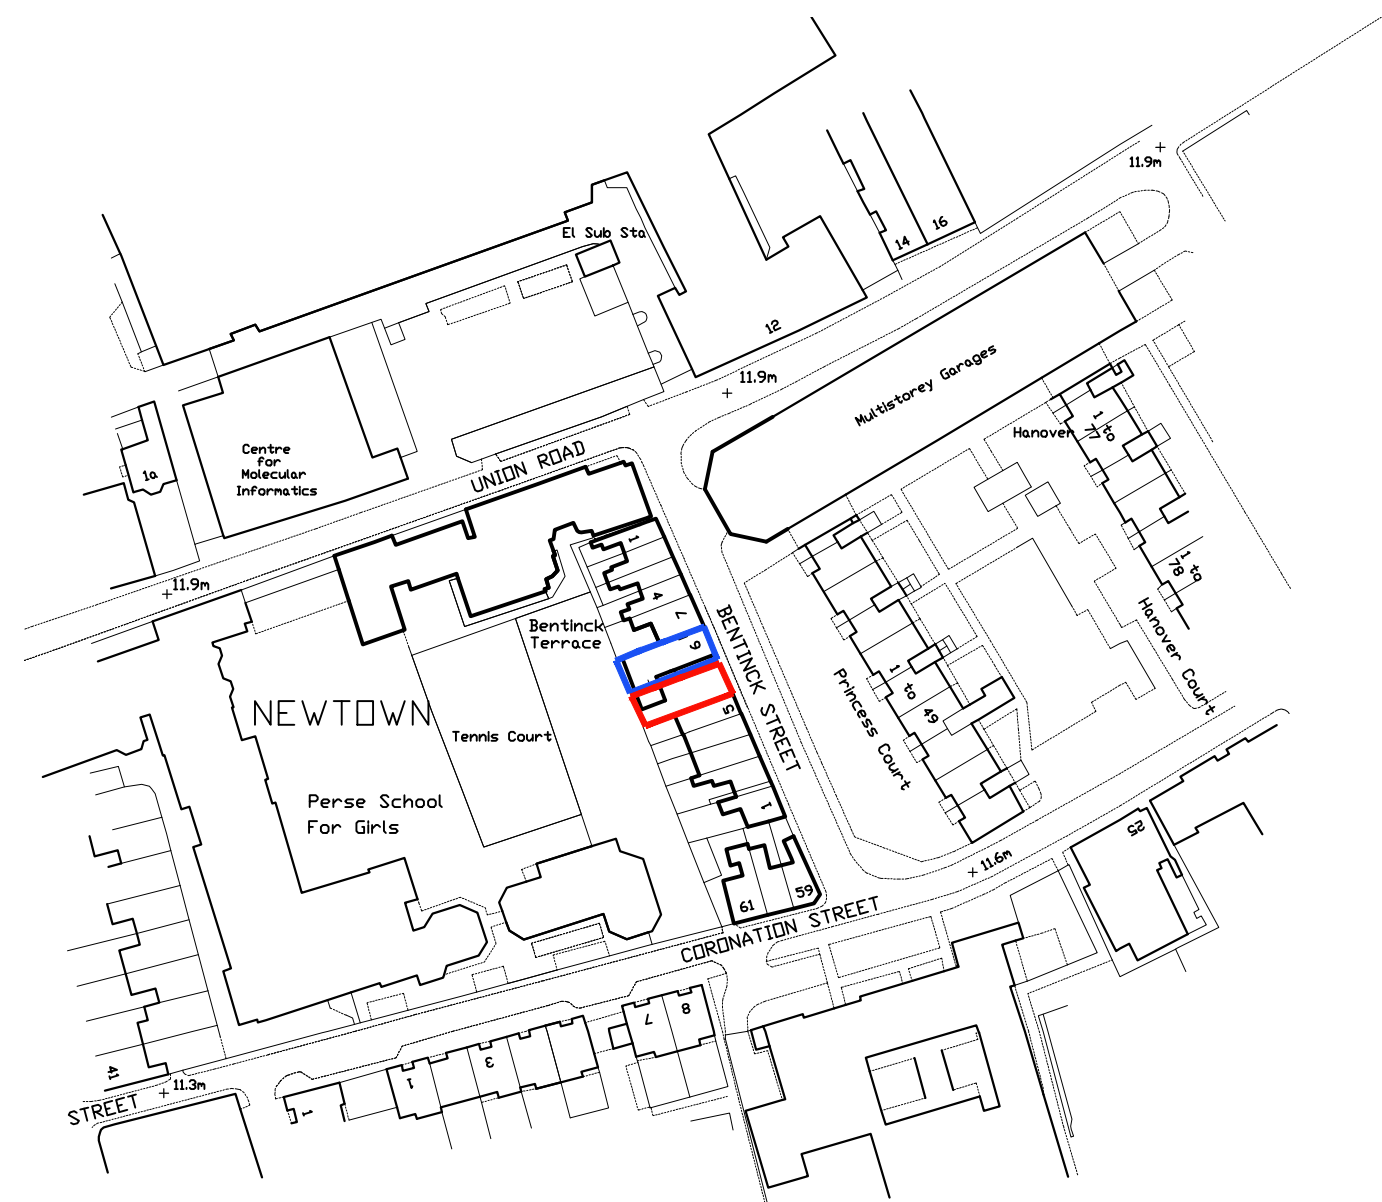 11.9m
El Sub Sta
14
16
12
11.9m
Multistorey Garages
Hanover
1
to
77
Centre
for
Molecular
Informatics
1a
UNION ROAD
11.9m
1
4
7
9
5
1
Bentinck
Terrace
BENTINCK STREET
NEWTOWN
Tennis Court
Perse School
For Girls
Princess Court
1
to
49
1
to
78
Hanover Court
61
59
CORONATION STREET
11.6m
25
7
8
1
3
1
41
11.3m
STREET